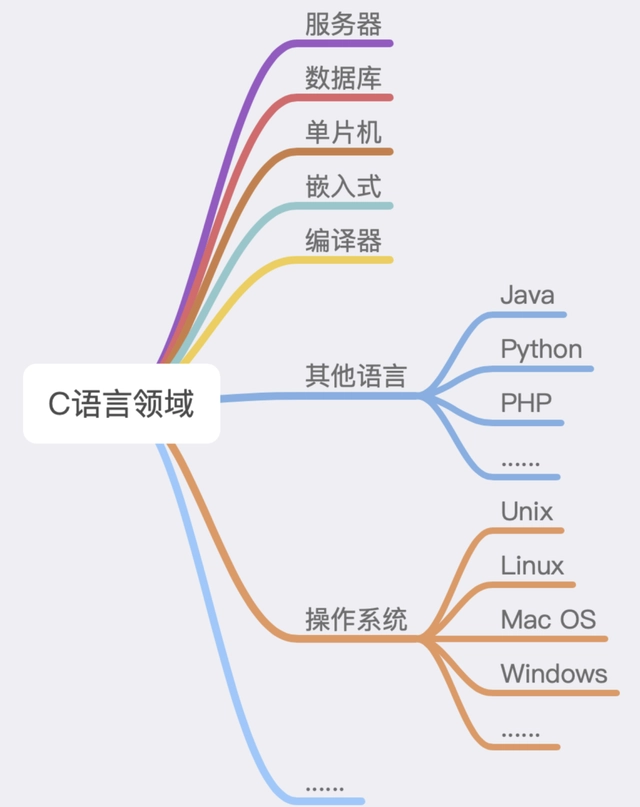 服务器
数据库
单片机
嵌入式
编译器
C语言领域
其他语言
Java
Python
PHP
......
操作系统
Unix
Linux
Mac OS
Windows
......
......